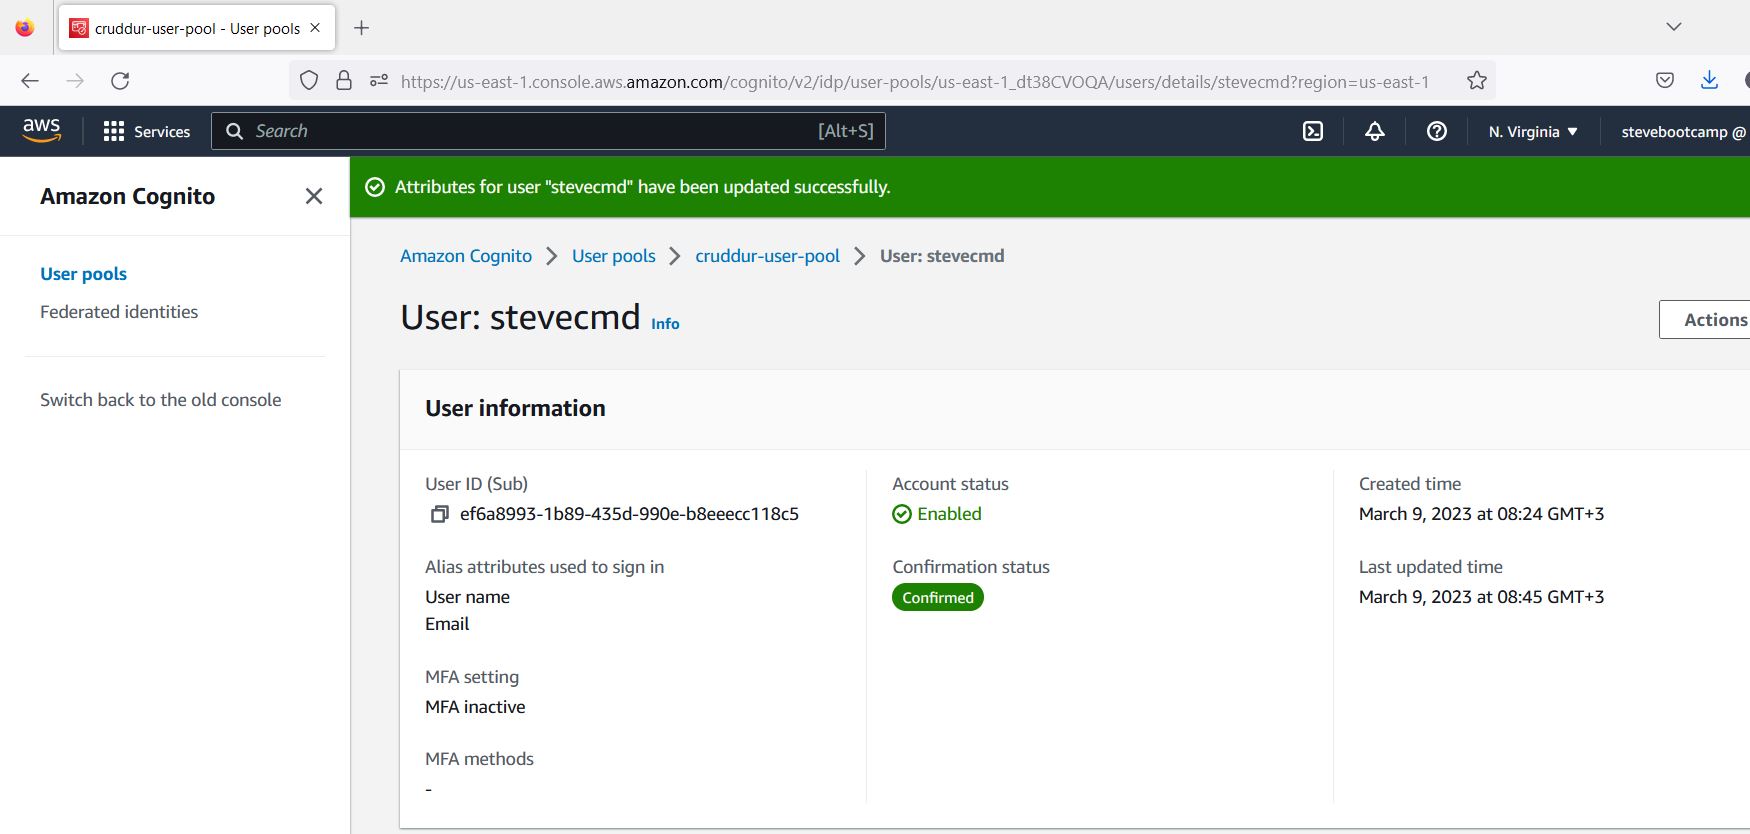 cruddur-user-pool - User pools
https://us-east-1.console.aws.amazon.com/cognito/v2/idp/user-pools/us-east-1_dt38CVOQA/users/details/stevecmd?region=us-east-1
aws Services Search [Alt+S] N. Virginia ▼ stevebootcamp @
Amazon Cognito
User pools
Federated identities
Switch back to the old console
Attributes for user "stevecmd" have been updated successfully.
Amazon Cognito > User pools > cruddur-user-pool > User: stevecmd
User: stevecmd Info
Actions
User information
User ID (Sub)
ef6a8993-1b89-435d-990e-b8eeecc118c5
Alias attributes used to sign in
User name
Email
MFA setting
MFA inactive
MFA methods
-
Account status
Enabled
Confirmation status
Confirmed
Created time
March 9, 2023 at 08:24 GMT+3
Last updated time
March 9, 2023 at 08:45 GMT+3